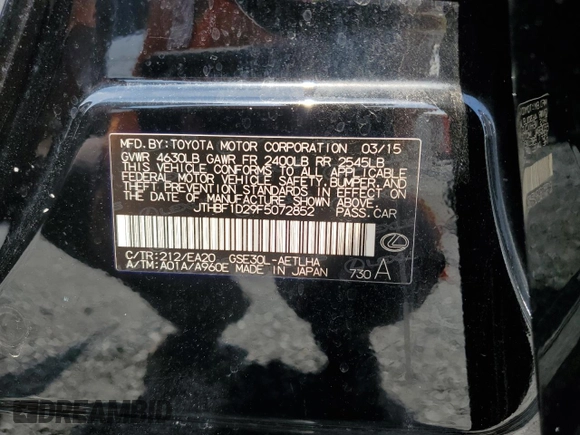 MFD.BY:TOYOTA MOTOR CORPORATION 03/15
GVWR 4630LB GAWR FR 2400LB RR 2545LB
THIS VEHICLE CONFORMS TO ALL APPLICABLE
FEDERAL MOTOR VEHICLE SAFETY, BUMPER, AND
THEFT PREVENTION STANDARDS IN EFFECT ON
THE DATE OF MANUFACTURE SHOWN ABOVE.
JTHBF1D29F5072852 PASS.CAR
C/TR:212/EA20 GSE30L-AETLHA
A/TM:A01A/A960E MADE IN JAPAN 730 A
DREAMBID